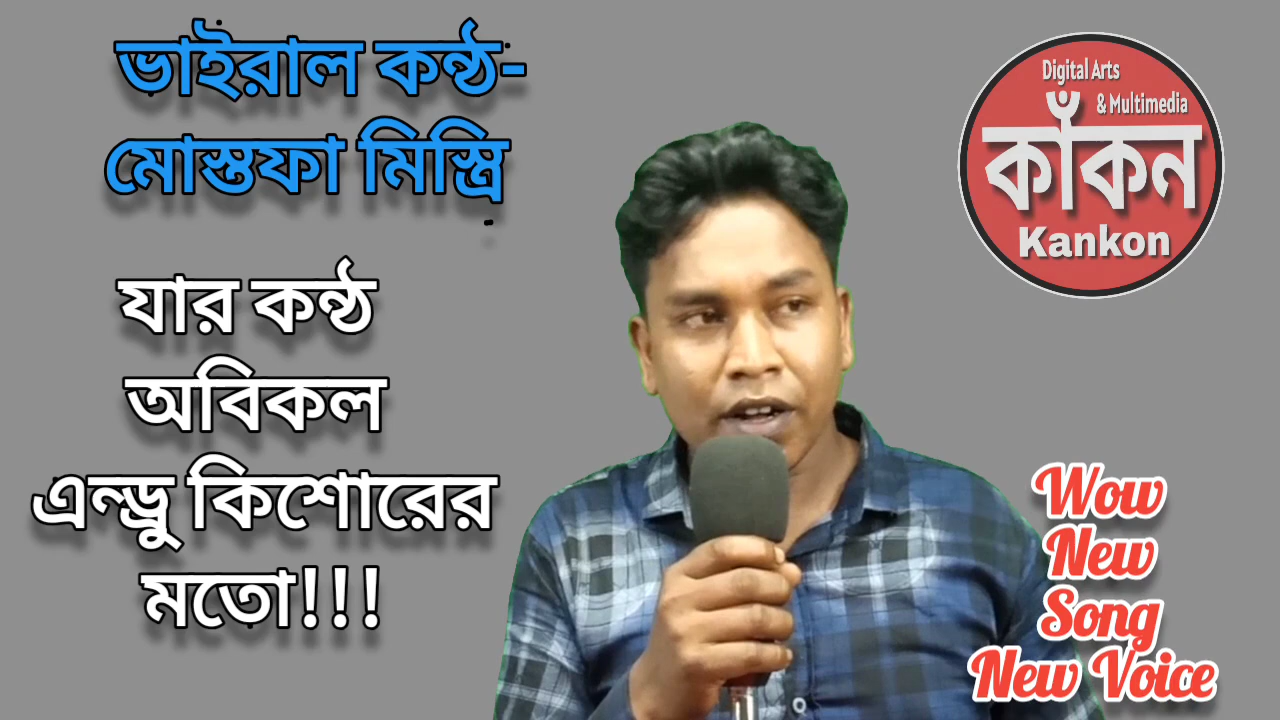 ভাইরাল কন্ঠ-
মোস্তফা মিস্ত্রি
যার কন্ঠ
অবিকল
এন্ড্রু কিশোরের
মতো!!!
Digital Arts
& Multimedia
কাঁকন
Kankon
Wow
New
Song
New Voice